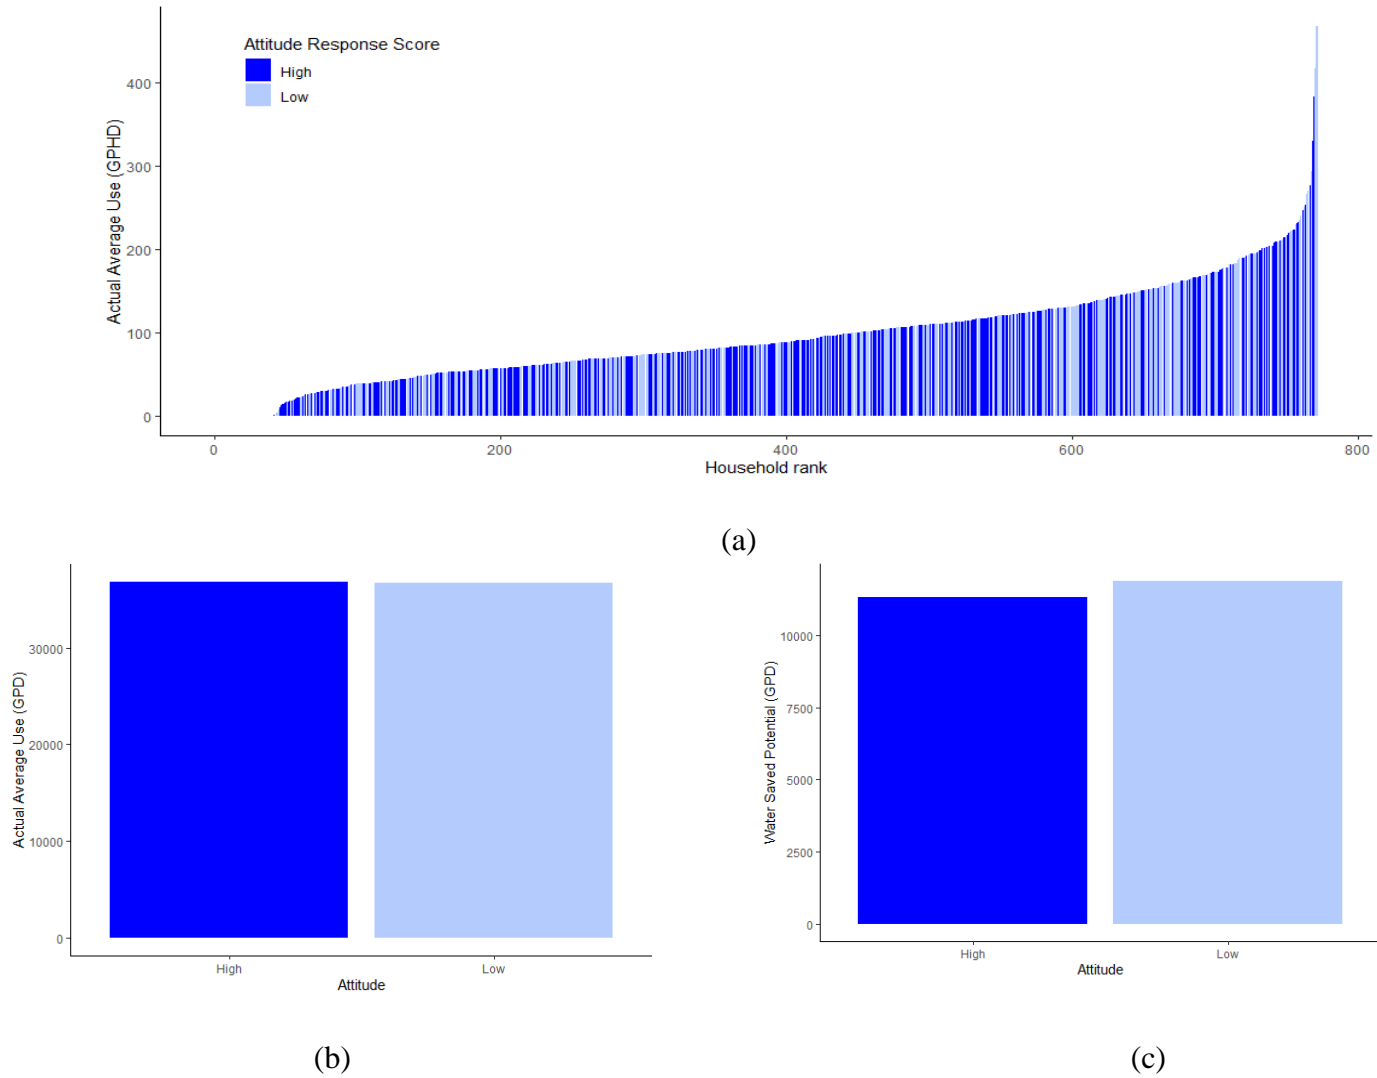 Attitude Response Score
High
Low
Actual Average Use (GPHD)
400
300
200
100
0
0 200 400 600 800
Household rank
(a)
Actual Average Use (GPD)
30000
20000
10000
0
High Low
Attitude
(b)
Water Saved Potential (GPD)
10000
7500
5000
2500
0
High Low
Attitude
(c)